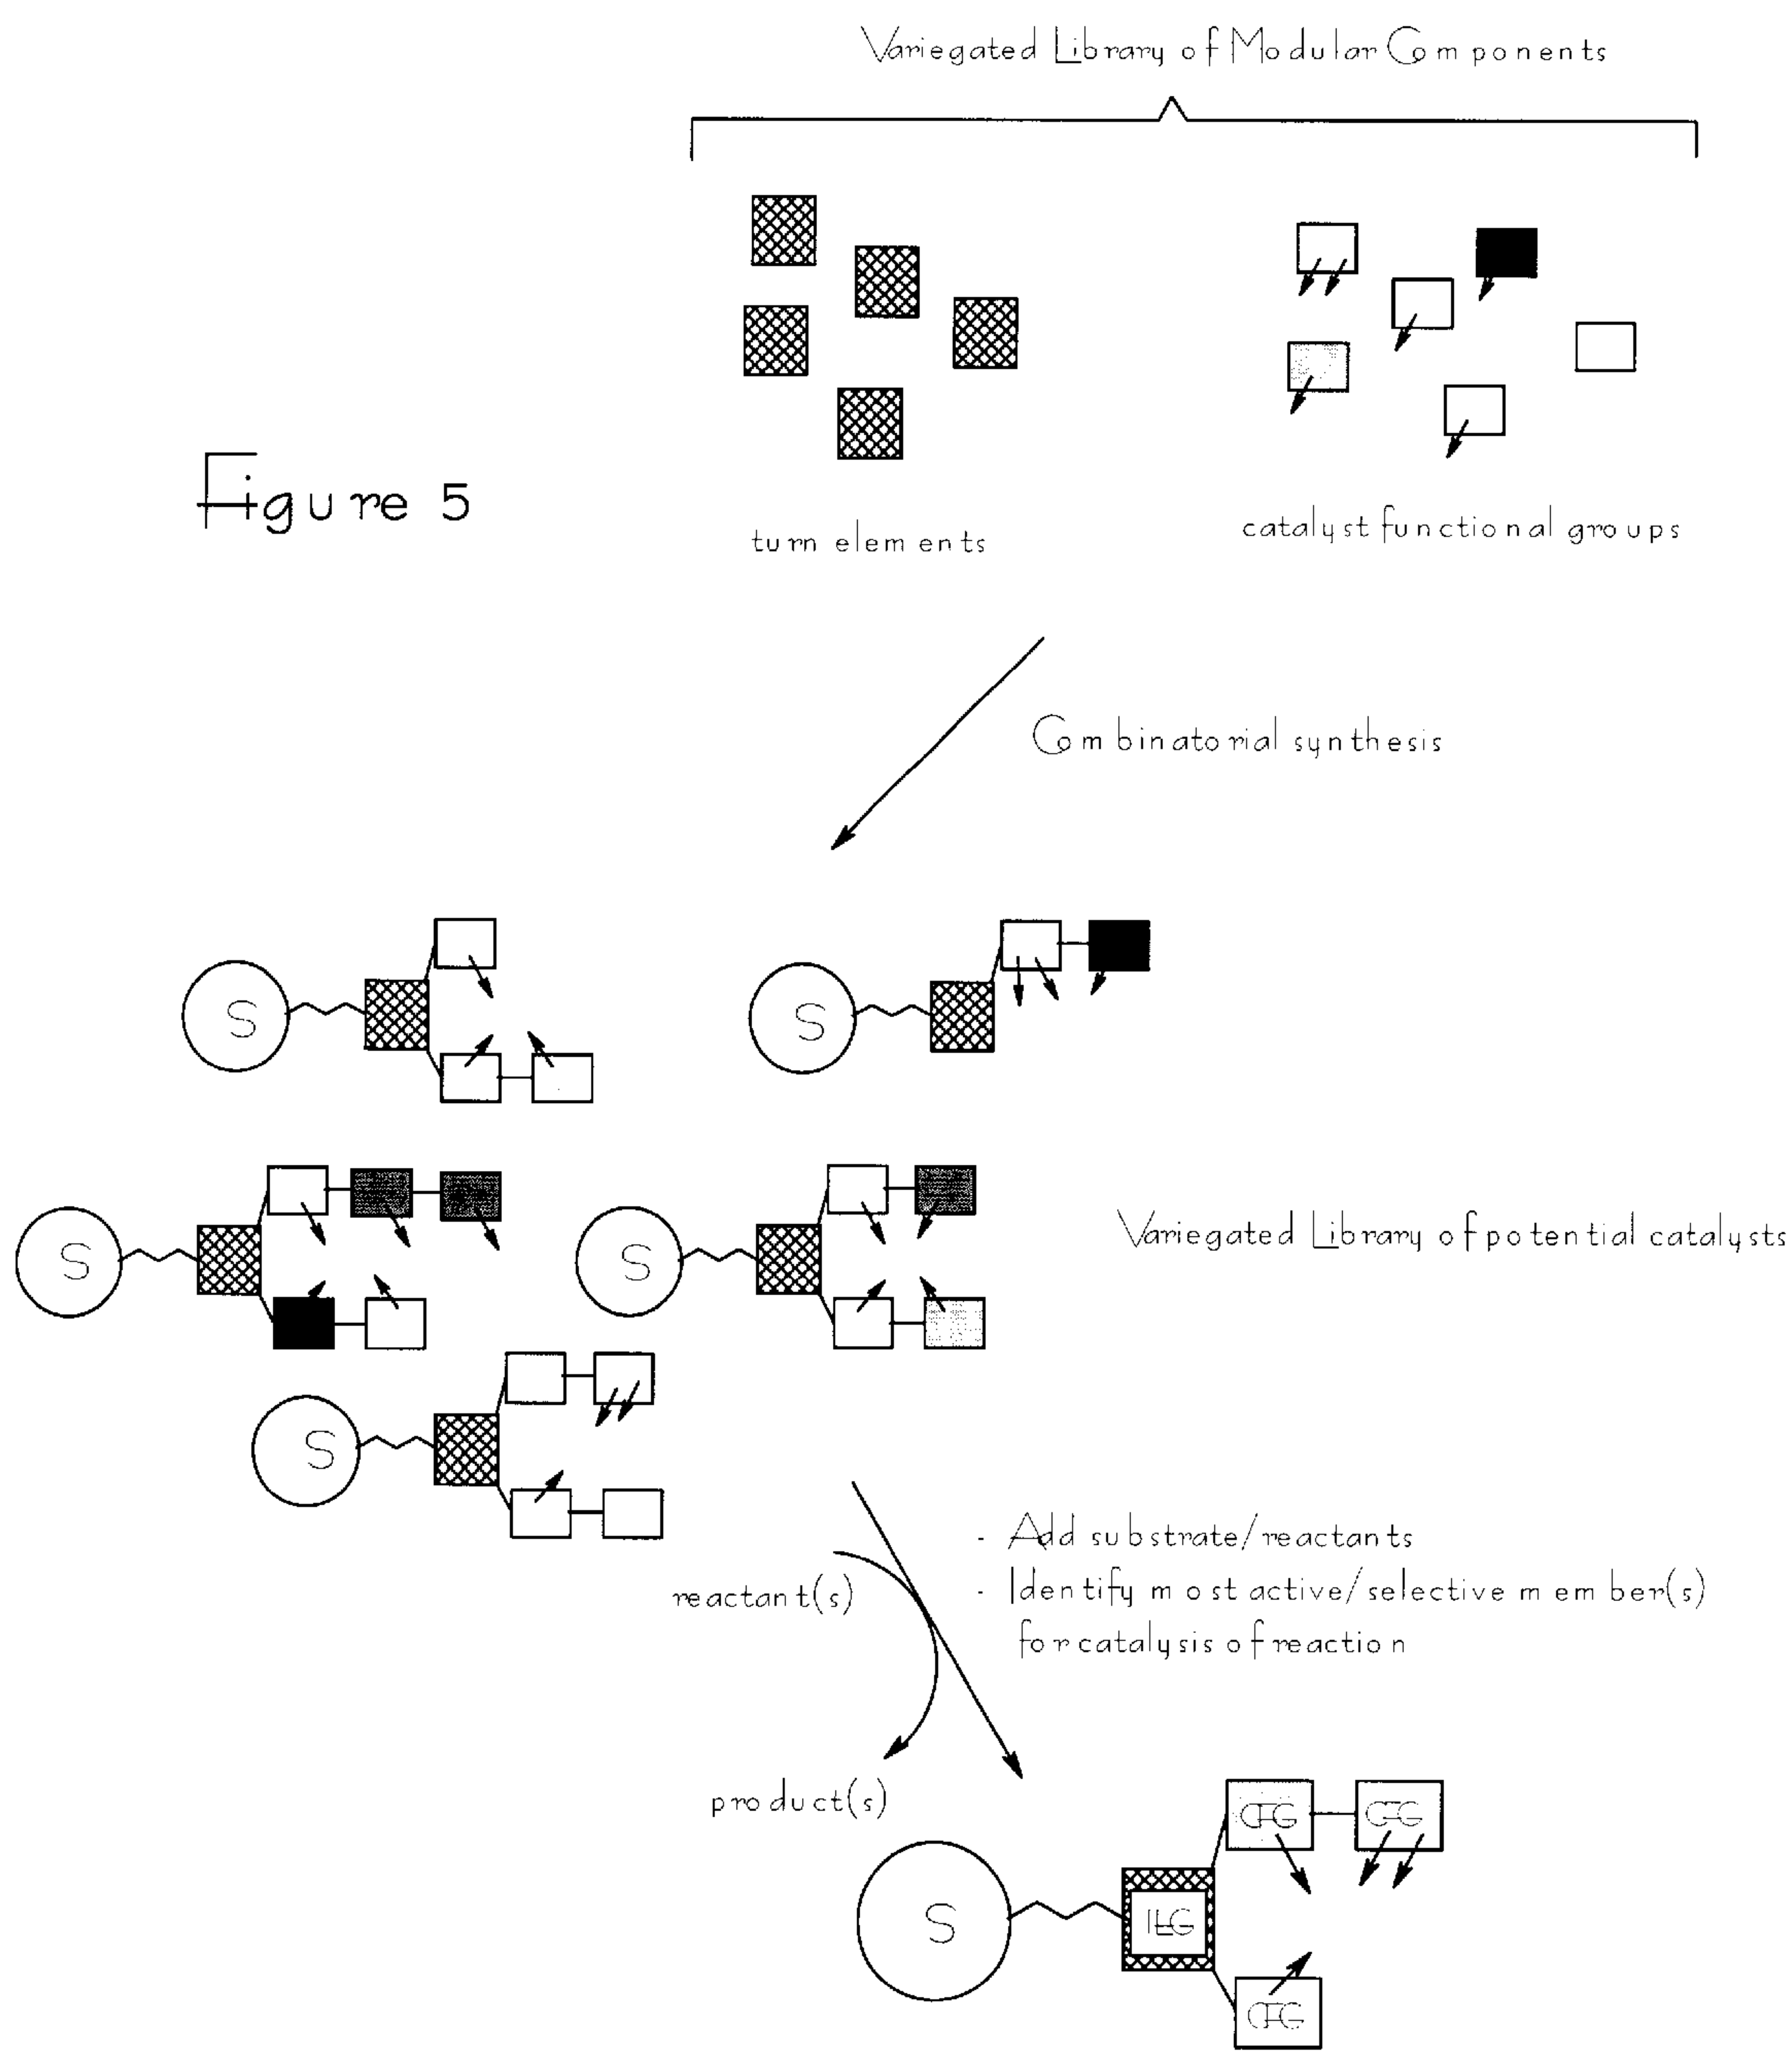 Variegated Library of Modular Components
Figure 5
turn elements
catalyst functional groups
Combinatorial synthesis
S
S
S
S
Variegated Library of potential catalysts
S
- Add substrate/reactants
- Identify most active/selective member(s)
for catalysis of reaction
reactant(s)
product(s)
CFG CFG
S
CFG